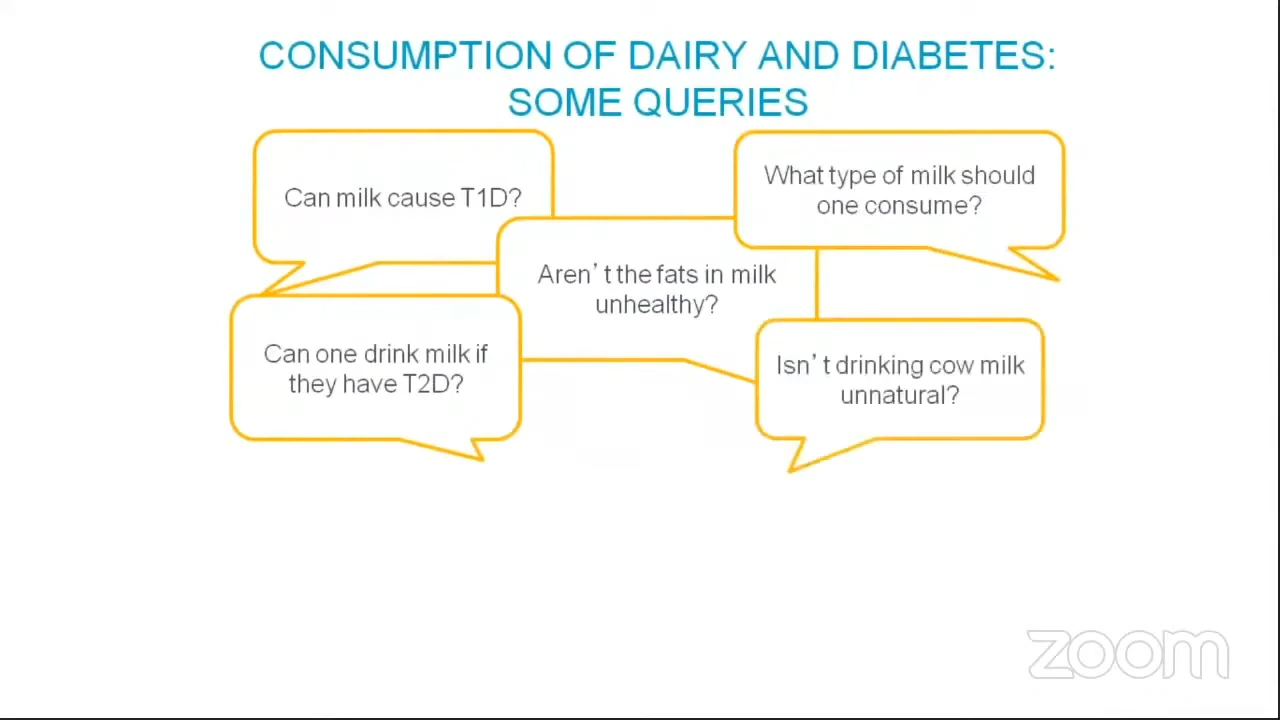 CONSUMPTION OF DAIRY AND DIABETES:
SOME QUERIES
Can milk cause T1D?
What type of milk should
one consume?
Aren’t the fats in milk
unhealthy?
Can one drink milk if
they have T2D?
Isn’t drinking cow milk
unnatural?
zoom